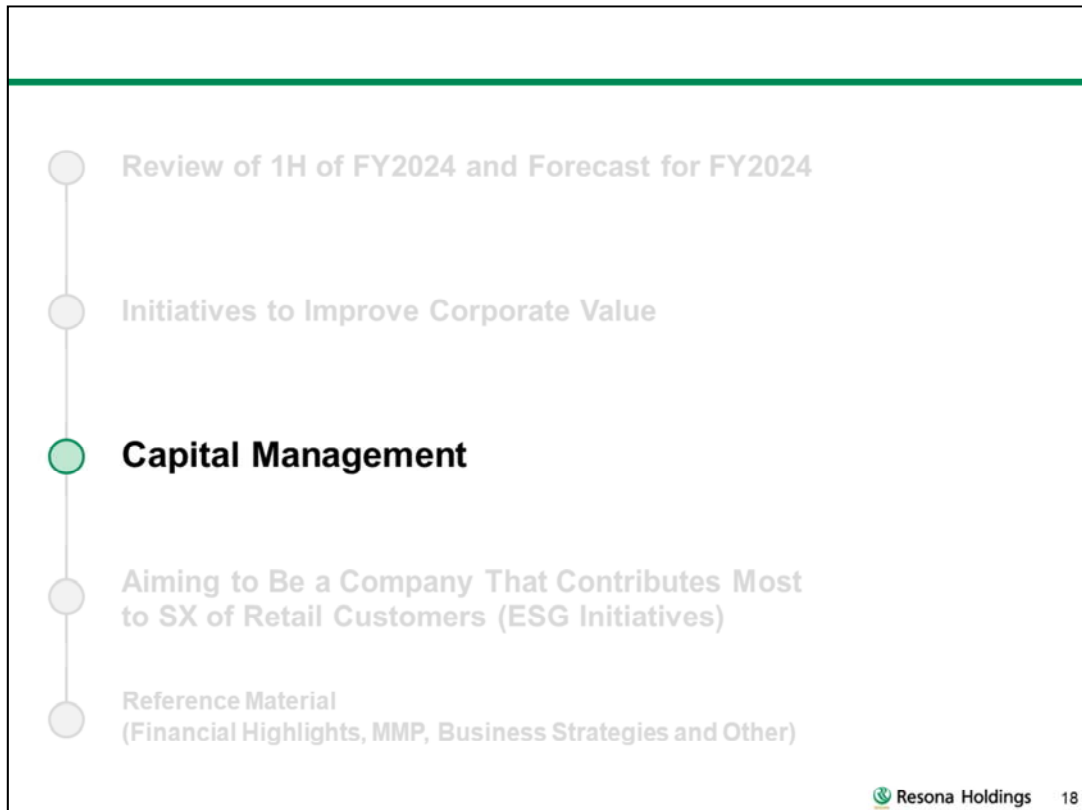 Review of 1H of FY2024 and Forecast for FY2024
Initiatives to Improve Corporate Value
Capital Management
Aiming to Be a Company That Contributes Most
to SX of Retail Customers (ESG Initiatives)
Reference Material
(Financial Highlights, MMP, Business Strategies and Other)
Resona Holdings 18